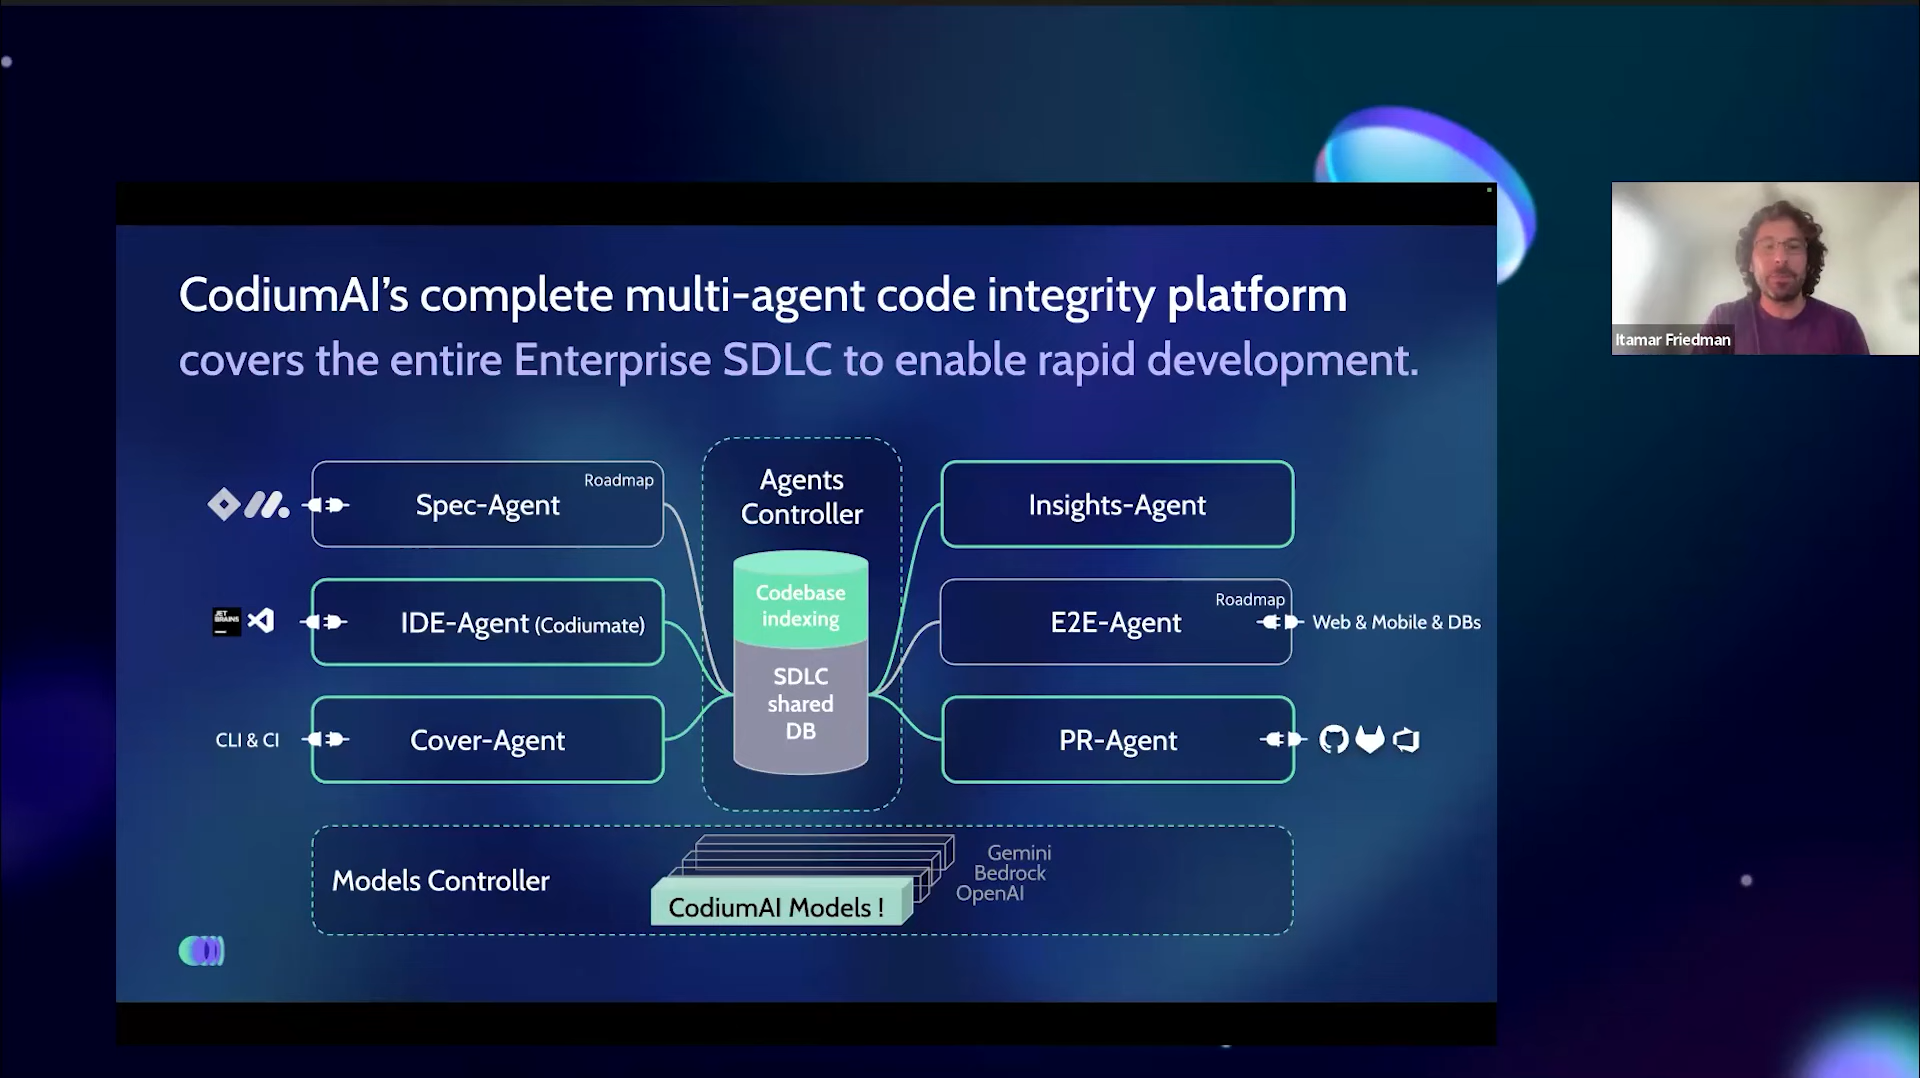 CodiumAI’s complete multi-agent code integrity platform
covers the entire Enterprise SDLC to enable rapid development.
Itamar Friedman
Roadmap
Spec-Agent
JET
BRAINS
IDE-Agent (Codiumate)
CLI & CI
Cover-Agent
Agents
Controller
Codebase
indexing
SDLC
shared
DB
Insights-Agent
Roadmap
E2E-Agent
Web & Mobile & DBs
PR-Agent
Models Controller
CodiumAI Models !
Gemini
Bedrock
OpenAI